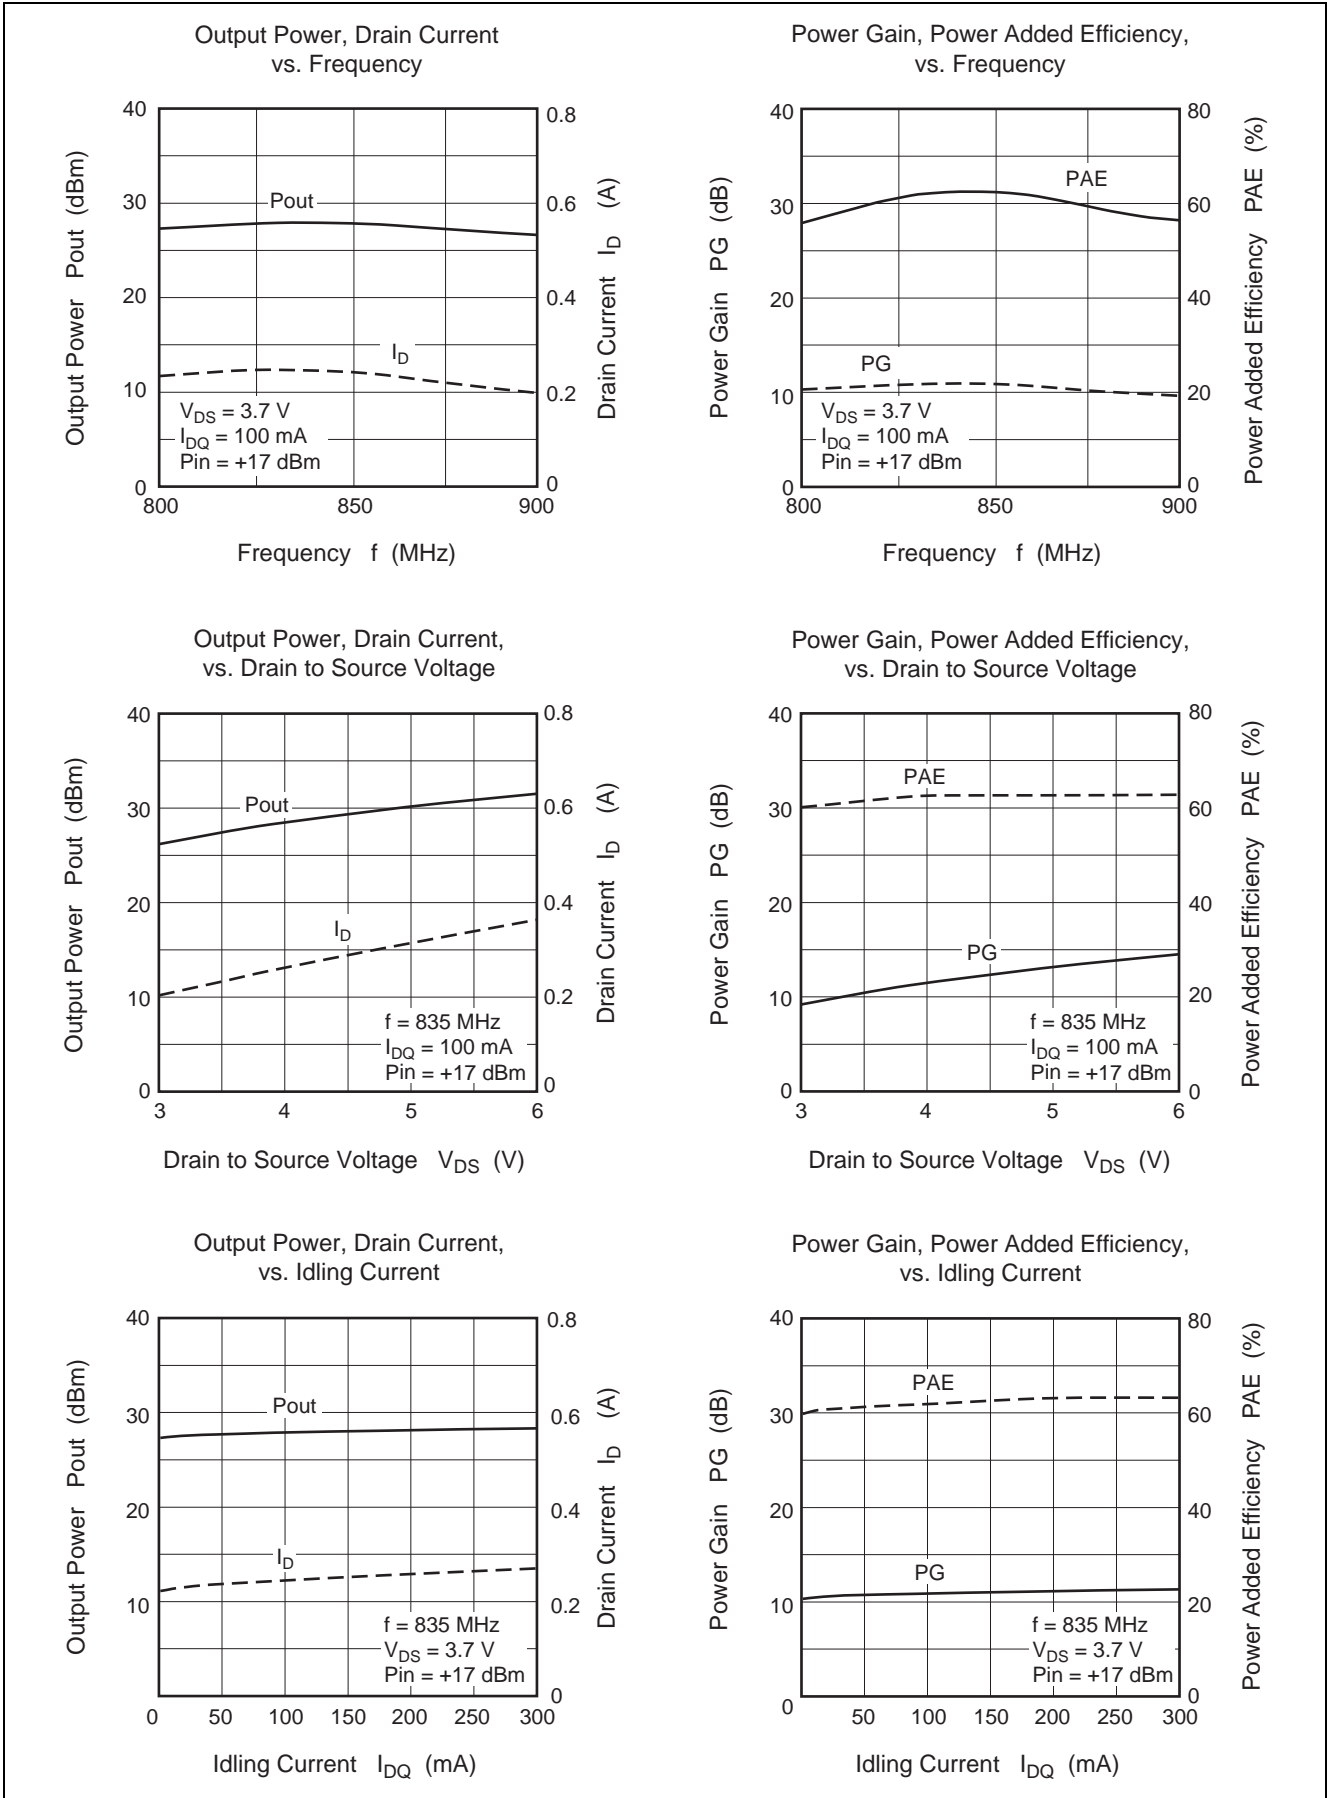 Output Power, Drain Current
vs. Frequency
Output Power Pout (dBm)
40
30
20
10
0
0.8
0.6
0.4
0.2
0
Drain Current I_D (A)
Pout
I_D
V_DS = 3.7 V
I_DQ = 100 mA
Pin = +17 dBm
800
850
900
Frequency f (MHz)
Power Gain, Power Added Efficiency,
vs. Frequency
Power Gain PG (dB)
40
30
20
10
0
80
60
40
20
0
Power Added Efficiency PAE (%)
PAE
PG
V_DS = 3.7 V
I_DQ = 100 mA
Pin = +17 dBm
800
850
900
Frequency f (MHz)
Output Power, Drain Current,
vs. Drain to Source Voltage
Output Power Pout (dBm)
40
30
20
10
0
0.8
0.6
0.4
0.2
0
Drain Current I_D (A)
Pout
I_D
f = 835 MHz
I_DQ = 100 mA
Pin = +17 dBm
3
4
5
6
Drain to Source Voltage V_DS (V)
Power Gain, Power Added Efficiency,
vs. Drain to Source Voltage
Power Gain PG (dB)
40
30
20
10
0
80
60
40
20
0
Power Added Efficiency PAE (%)
PAE
PG
f = 835 MHz
I_DQ = 100 mA
Pin = +17 dBm
3
4
5
6
Drain to Source Voltage V_DS (V)
Output Power, Drain Current,
vs. Idling Current
Output Power Pout (dBm)
40
30
20
10
0.8
0.6
0.4
0.2
0
Drain Current I_D (A)
Pout
I_D
f = 835 MHz
V_DS = 3.7 V
Pin = +17 dBm
0
50
100
150
200
250
300
Idling Current I_DQ (mA)
Power Gain, Power Added Efficiency,
vs. Idling Current
Power Gain PG (dB)
40
30
20
10
0
80
60
40
20
0
Power Added Efficiency PAE (%)
PAE
PG
f = 835 MHz
V_DS = 3.7 V
Pin = +17 dBm
50
100
150
200
250
300
Idling Current I_DQ (mA)